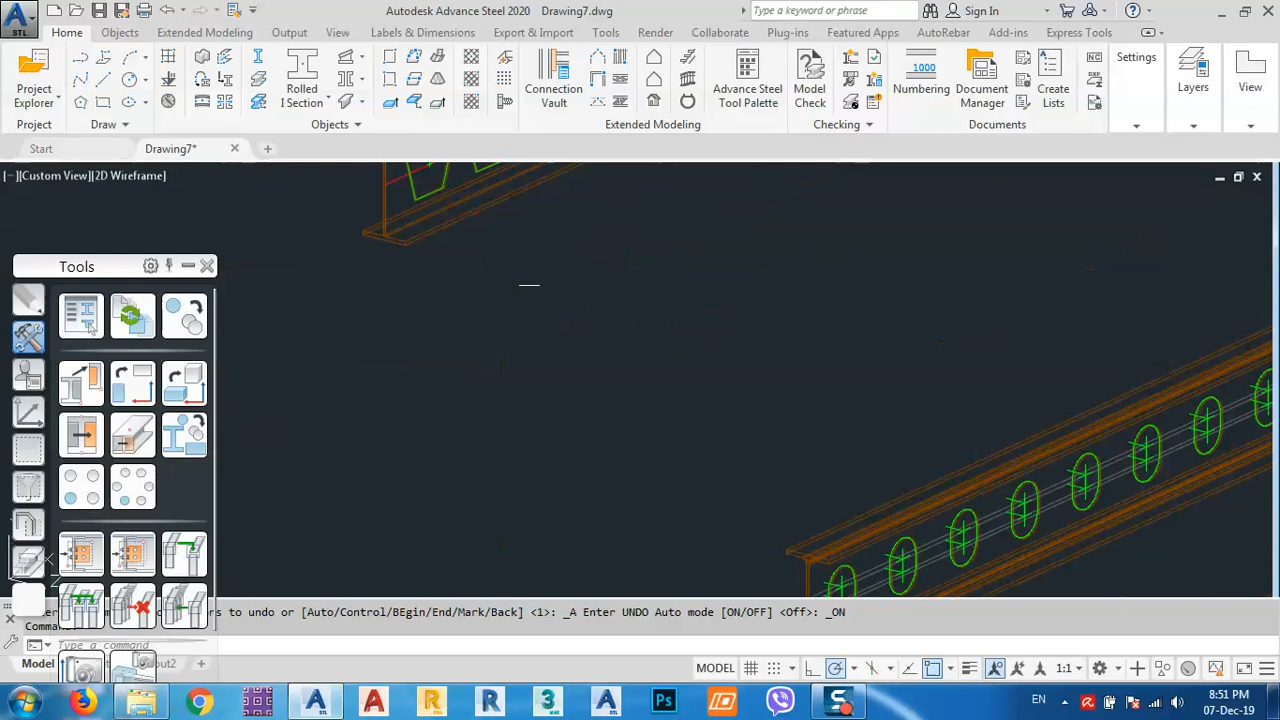 Autodesk Advance Steel 2020 Drawing7.dwg
Type a keyword or phrase
Sign In
STL
Home Objects Extended Modeling Output View Labels & Dimensions Export & Import Tools Render Collaborate Plug-ins Featured Apps AutoRebar Add-ins Express Tools
Project Explorer
Rolled I Section
Connection Vault
Advance Steel Tool Palette
Model Check
1000
Numbering
Document Manager
Create Lists
NC
Settings
Layers
View
Project Draw Objects Extended Modeling Checking Documents
Start Drawing7*
[−][Custom View][2D Wireframe]
Tools
rs to undo or [Auto/Control/BEgin/End/Mark/Back] <1>: _A Enter UNDO Auto mode [ON/OFF] <Off>: _ON
Type a command
Model
MODEL
1:1
EN
8:51 PM
07-Dec-19